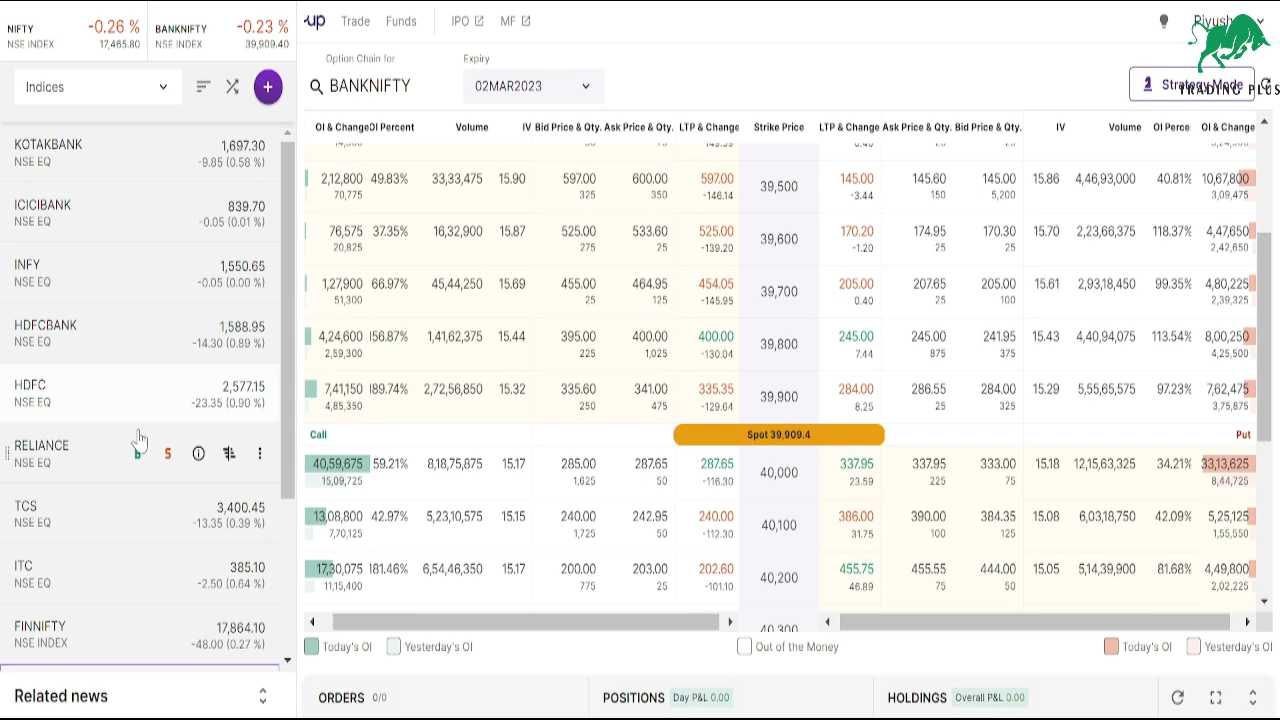 NIFTY -0.26 % BANKNIFTY -0.23 %
NSE INDEX 17,465.80 NSE INDEX 39,909.40
Indices
KOTAKBANK 1,697.30
NSE EQ -9.85 (0.58 %)
ICICIBANK 839.70
NSE EQ -0.05 (0.01 %)
INFY 1,550.65
NSE EQ -0.05 (0.00 %)
HDFCBANK 1,588.95
NSE EQ -14.30 (0.89 %)
HDFC 2,577.15
NSE EQ -23.35 (0.90 %)
RELIANCE
NSE EQ S
TCS 3,400.45
NSE EQ -13.35 (0.39 %)
ITC 385.10
NSE EQ -2.50 (0.64 %)
FINNIFTY 17,864.10
NSE INDEX -48.00 (0.27 %)
Related news
up Trade Funds IPO MF
TRADING PLUS
Option Chain for Expiry
BANKNIFTY 02MAR2023 Strategy Mode
OI & Change OI Percent Volume IV Bid Price & Qty. Ask Price & Qty. LTP & Change Strike Price LTP & Change Ask Price & Qty. Bid Price & Qty. IV Volume OI Perce OI & Change
2,12,800 49.83% 33,33,475 15.90 597.00 600.00 597.00 39,500 145.00 145.60 145.00 15.86 4,46,93,000 40.81% 10,67,800
70,775 325 350 -146.14 -3.44 150 5,200 3,09,475
76,575 37.35% 16,32,900 15.87 525.00 533.60 525.00 39,600 170.20 174.95 170.30 15.70 2,23,66,375 118.37% 4,47,650
20,825 275 25 -139.20 -1.20 25 25 2,42,650
1,27,900 66.97% 45,44,250 15.69 455.00 464.95 454.05 39,700 205.00 207.65 205.00 15.61 2,93,18,450 99.35% 4,80,225
51,300 25 125 -145.95 0.40 25 100 2,39,325
4,24,600 156.87% 1,41,62,375 15.44 395.00 400.00 400.00 39,800 245.00 245.00 241.95 15.43 4,40,94,075 113.54% 8,00,250
2,59,300 225 1,025 -130.04 7.44 875 375 4,25,500
7,41,150 189.74% 2,72,56,850 15.32 335.60 341.00 335.35 39,900 284.00 286.55 284.00 15.29 5,55,65,575 97.23% 7,62,475
4,85,350 250 475 -129.64 8.25 25 325 3,75,875
Call Spot 39,909.4 Put
40,59,675 59.21% 8,18,75,875 15.17 285.00 287.65 287.65 40,000 337.95 337.95 333.00 15.18 12,15,63,325 34.21% 33,13,625
15,09,725 1,625 50 -116.30 23.59 225 75 8,44,725
13,08,800 42.97% 5,23,10,575 15.15 240.00 242.95 240.00 40,100 386.00 390.00 384.35 15.08 6,03,18,750 42.09% 5,25,125
7,70,125 1,725 50 -112.30 31.75 100 125 1,55,550
17,30,075 181.46% 6,54,46,350 15.17 200.00 203.00 202.60 40,200 455.75 455.55 444.00 15.05 5,14,39,900 81.68% 4,49,800
11,15,400 775 25 -101.10 46.89 75 50 2,02,225
40,300
Today's OI Yesterday's OI Out of the Money Today's OI Yesterday's OI
ORDERS 0/0 POSITIONS Day P&L 0.00 HOLDINGS Overall P&L 0.00